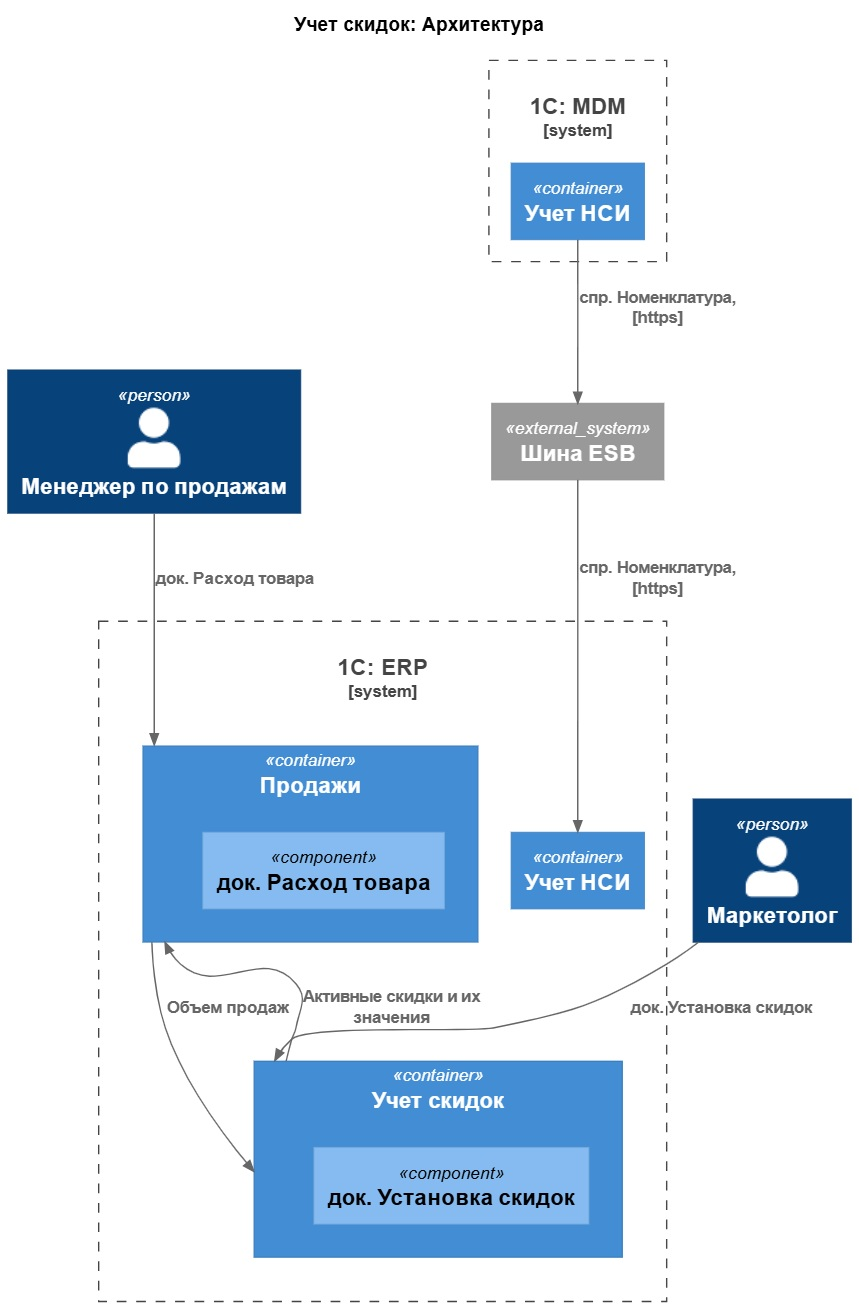 Учет скидок: Архитектура
1С: MDM
[system]
«container»
Учет НСИ
спр. Номенклатура,
[https]
«person»
Менеджер по продажам
«external_system»
Шина ESB
док. Расход товара
спр. Номенклатура,
[https]
1С: ERP
[system]
«container»
Продажи
«component»
док. Расход товара
«container»
Учет НСИ
«person»
Маркетолог
Объем продаж
Активные скидки и их
значения
док. Установка скидок
«container»
Учет скидок
«component»
док. Установка скидок